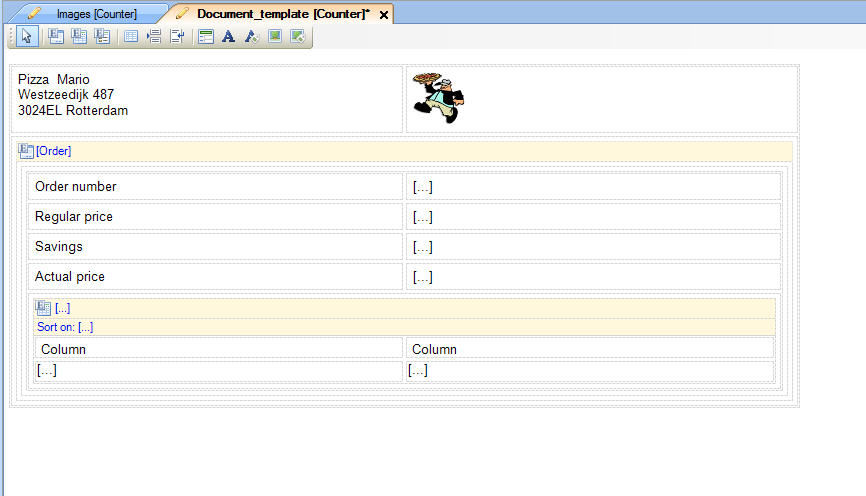 Images [Counter]
Document_template [Counter]*
Pizza Mario
Westzeedijk 487
3024EL Rotterdam
[Order]
Order number [...]
Regular price [...]
Savings [...]
Actual price [...]
[...]
Sort on: [...]
Column Column
[...] [...]